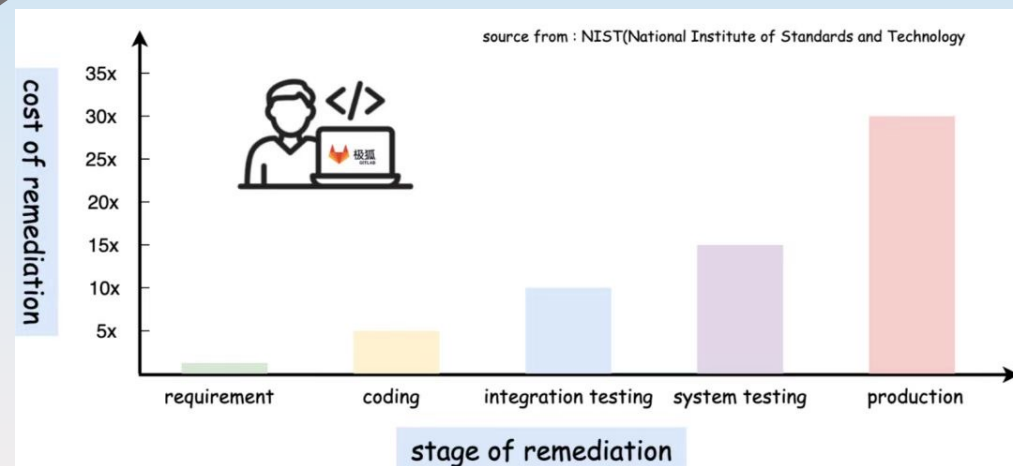 source from : NIST(National Institute of Standards and Technology
cost of remediation
35x
30x
25x
20x
15x
10x
5x
</>
极狐
GITLAB
requirement
coding
integration testing
system testing
production
stage of remediation